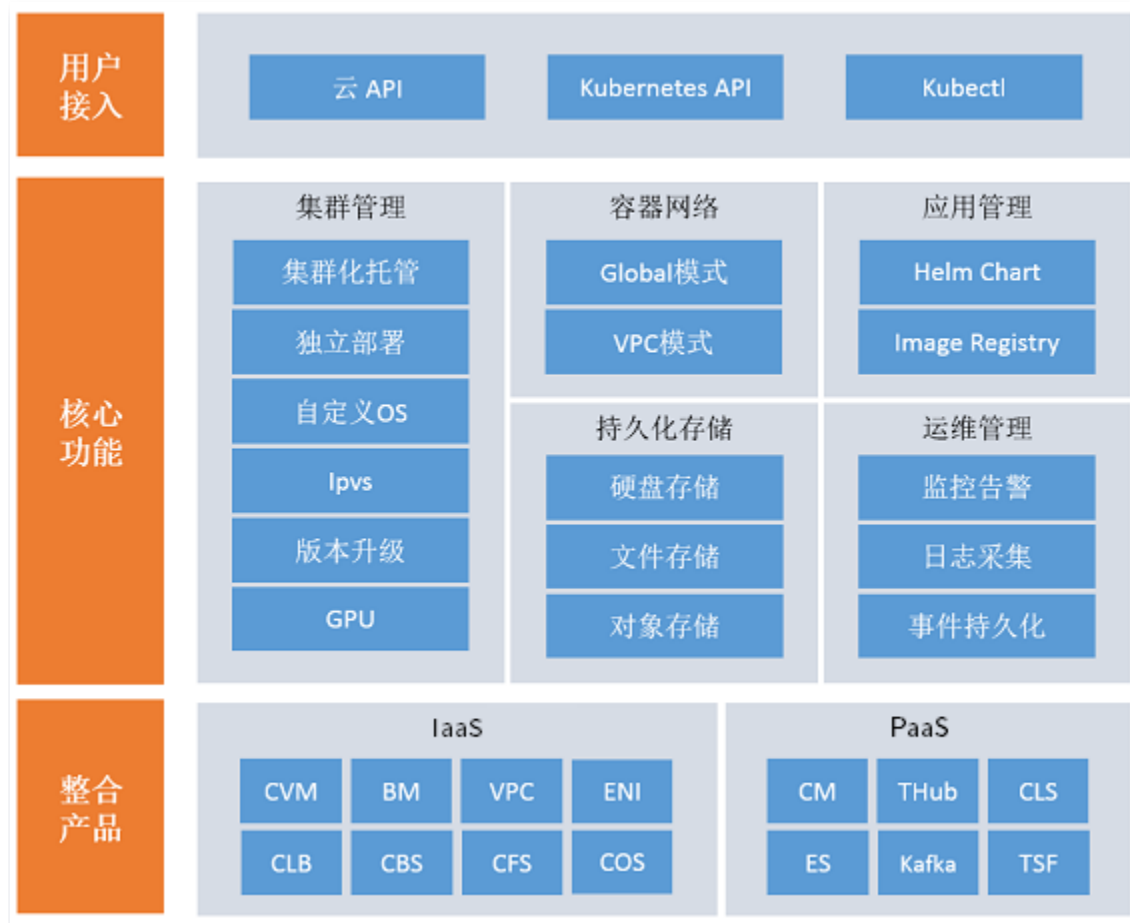 用户
接入
云 API
Kubernetes API
Kubectl
核心
功能
集群管理
集群化托管
独立部署
自定义OS
Ipvs
版本升级
GPU
容器网络
Global模式
VPC模式
应用管理
Helm Chart
Image Registry
持久化存储
硬盘存储
文件存储
对象存储
运维管理
监控告警
日志采集
事件持久化
整合
产品
IaaS
CVM
BM
VPC
ENI
CLB
CBS
CFS
COS
PaaS
CM
THub
CLS
ES
Kafka
TSF